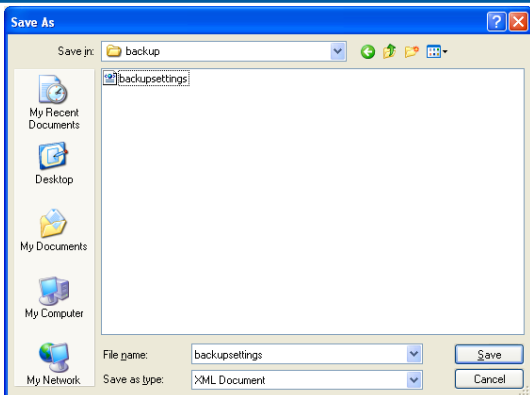 Save As
Save in:
backup
backupsettings
My Recent
Documents
Desktop
My Documents
My Computer
My Network
File name:
backupsettings
Save
Save as type:
XML Document
Cancel